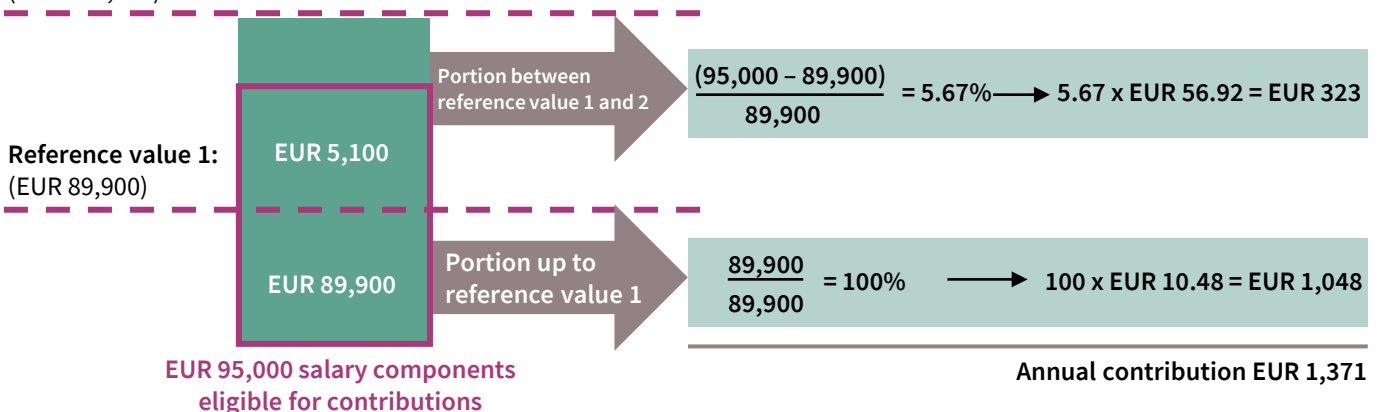 Portion between
reference value 1 and 2
(95,000 – 89,900)
89,900
= 5.67%
5.67 x EUR 56.92 = EUR 323
Reference value 1:
(EUR 89,900)
EUR 5,100
EUR 89,900
Portion up to
reference value 1
89,900
89,900
= 100%
100 x EUR 10.48 = EUR 1,048
EUR 95,000 salary components
eligible for contributions
Annual contribution EUR 1,371